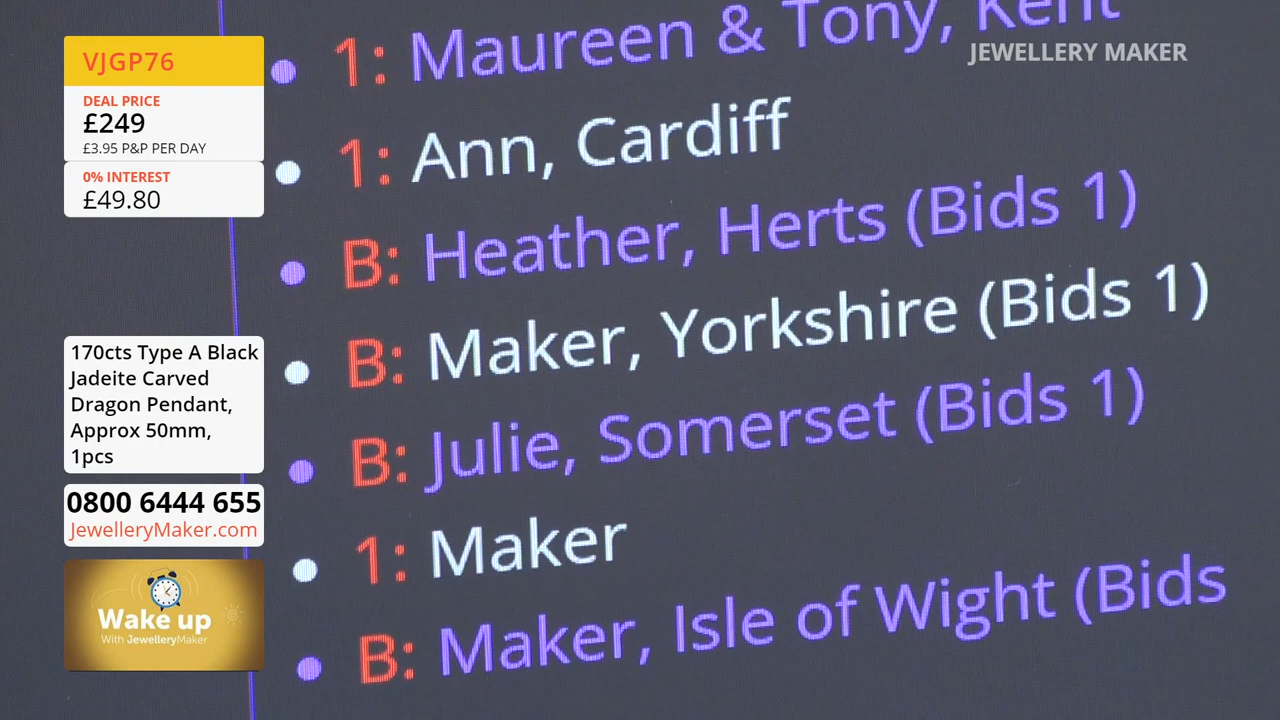 VJGP76
DEAL PRICE
£249
£3.95 P&P PER DAY
0% INTEREST
£49.80
170cts Type A Black
Jadeite Carved
Dragon Pendant,
Approx 50mm,
1pcs
0800 6444 655
JewelleryMaker.com
Wake up
With JewelleryMaker
JEWELLERY MAKER
1: Maureen & Tony, Kent
1: Ann, Cardiff
B: Heather, Herts (Bids 1)
B: Maker, Yorkshire (Bids 1)
B: Julie, Somerset (Bids 1)
1: Maker
B: Maker, Isle of Wight (Bids